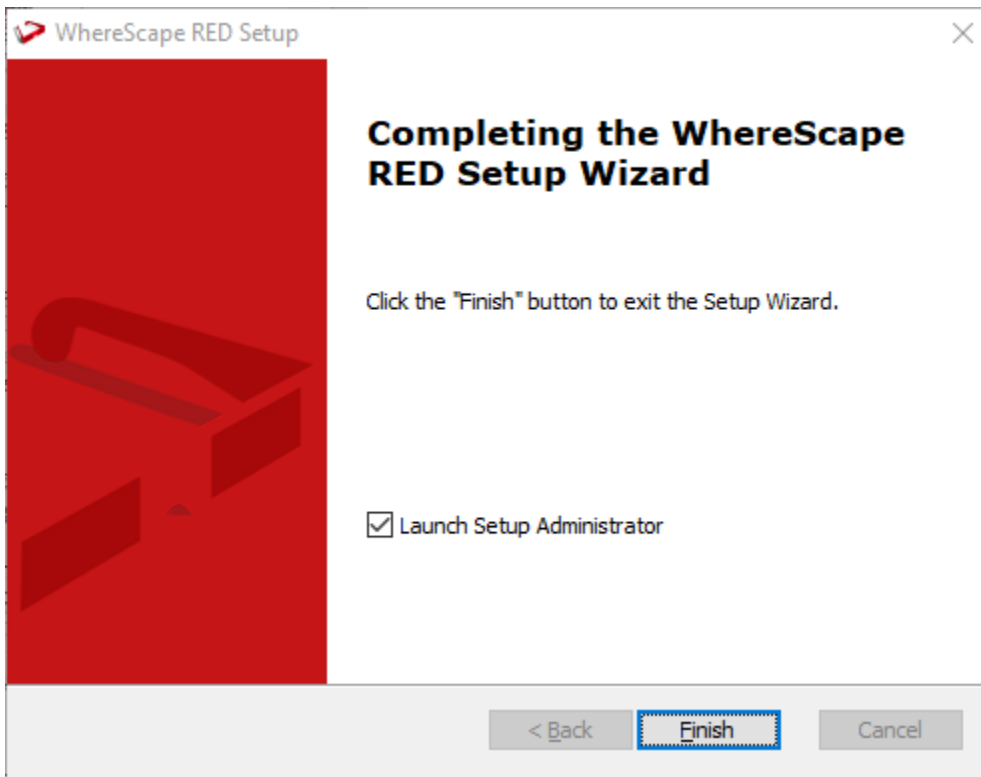 WhereScape RED Setup
Completing the WhereScape
RED Setup Wizard
Click the "Finish" button to exit the Setup Wizard.
Launch Setup Administrator
< Back
Finish
Cancel